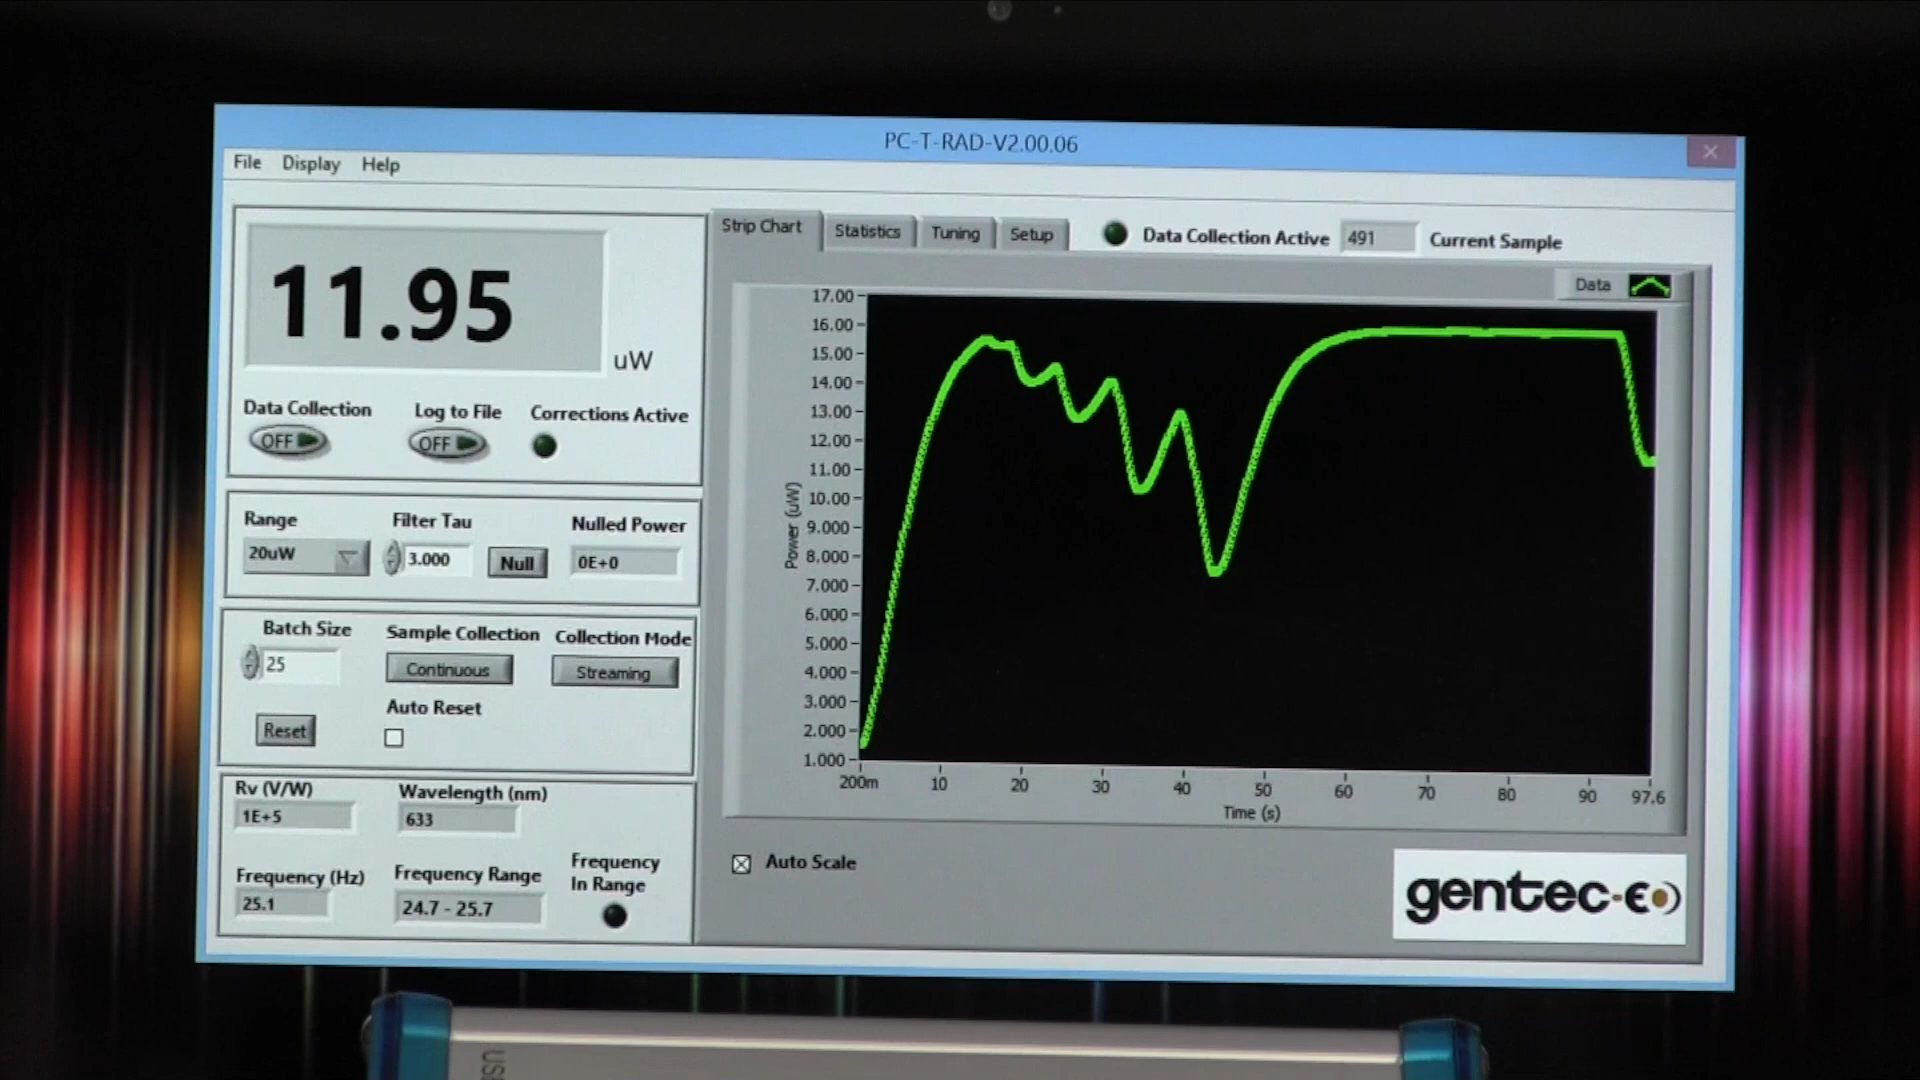 PC-T-RAD-V2.00.06
File Display Help
11.95
uW
Data Collection Log to File Corrections Active
OFF OFF
Range Filter Tau Nulled Power
20uW 3.000 Null 0E+0
Batch Size Sample Collection Collection Mode
25 Continuous Streaming
Auto Reset
Reset
Rv (V/W) Wavelength (nm)
1E+5 633
Frequency (Hz) Frequency Range Frequency
In Range
25.1 24.7 - 25.7
Strip Chart Statistics Tuning Setup Data Collection Active 491 Current Sample
Data
17.00
16.00
15.00
14.00
13.00
12.00
11.00
10.00
9.000
8.000
7.000
6.000
5.000
4.000
3.000
2.000
1.000
Power (uW)
200m 10 20 30 40 50 60 70 80 90 97.6
Time (s)
Auto Scale
gentec-eo